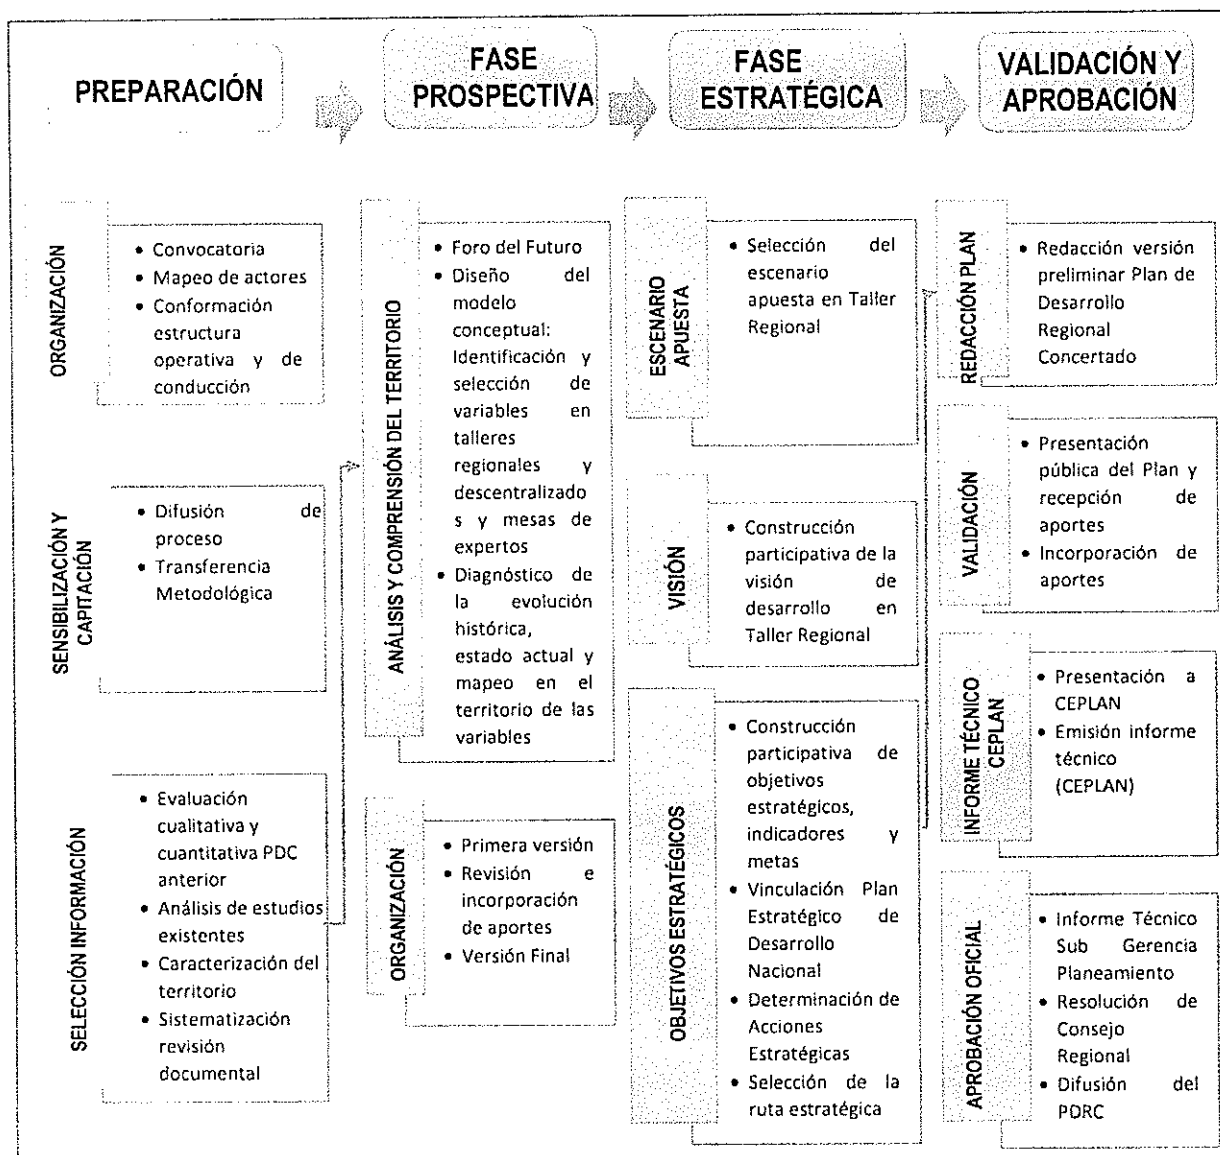 PREPARACIÓN
FASE
PROSPECTIVA
FASE
ESTRATÉGICA
VALIDACIÓN Y
APROBACIÓN
ORGANIZACIÓN
• Convocatoria
• Mapeo de actores
• Conformación
estructura
operativa y de
conducción
SENSIBILIZACIÓN Y
CAPITACIÓN
• Difusión de
proceso
• Transferencia
Metodológica
SELECCIÓN INFORMACIÓN
• Evaluación
cualitativa y
cuantitativa PDC
anterior
• Análisis de estudios
existentes
• Caracterización del
territorio
• Sistematización
revisión
documental
ANÁLISIS Y COMPRENSIÓN DEL TERRITORIO
• Foro del Futuro
• Diseño del
modelo
conceptual:
Identificación y
selección de
variables en
talleres
regionales y
descentralizado
s y mesas de
expertos
• Diagnóstico de
la evolución
histórica,
estado actual y
mapeo en el
territorio de las
variables
ORGANIZACIÓN
• Primera versión
• Revisión e
incorporación
de aportes
• Versión Final
ESCENARIO
APUESTA
• Selección del
escenario
apuesta en Taller
Regional
VISIÓN
• Construcción
participativa de la
visión de
desarrollo en
Taller Regional
OBJETIVOS ESTRATÉGICOS
• Construcción
participativa de
objetivos
estratégicos,
indicadores y
metas
• Vinculación Plan
Estratégico de
Desarrollo
Nacional
• Determinación de
Acciones
Estratégicas
• Selección de la
ruta estratégica
REDACCIÓN PLAN
• Redacción versión
preliminar Plan de
Desarrollo
Regional
Concertado
VALIDACIÓN
• Presentación
pública del Plan y
recepción de
aportes
• Incorporación de
aportes
INFORME TÉCNICO
CEPLAN
• Presentación a
CEPLAN
• Emisión informe
técnico
(CEPLAN)
APROBACIÓN OFICIAL
• Informe Técnico
Sub Gerencia
Planeamiento
• Resolución de
Consejo
Regional
• Difusión del
PDRC